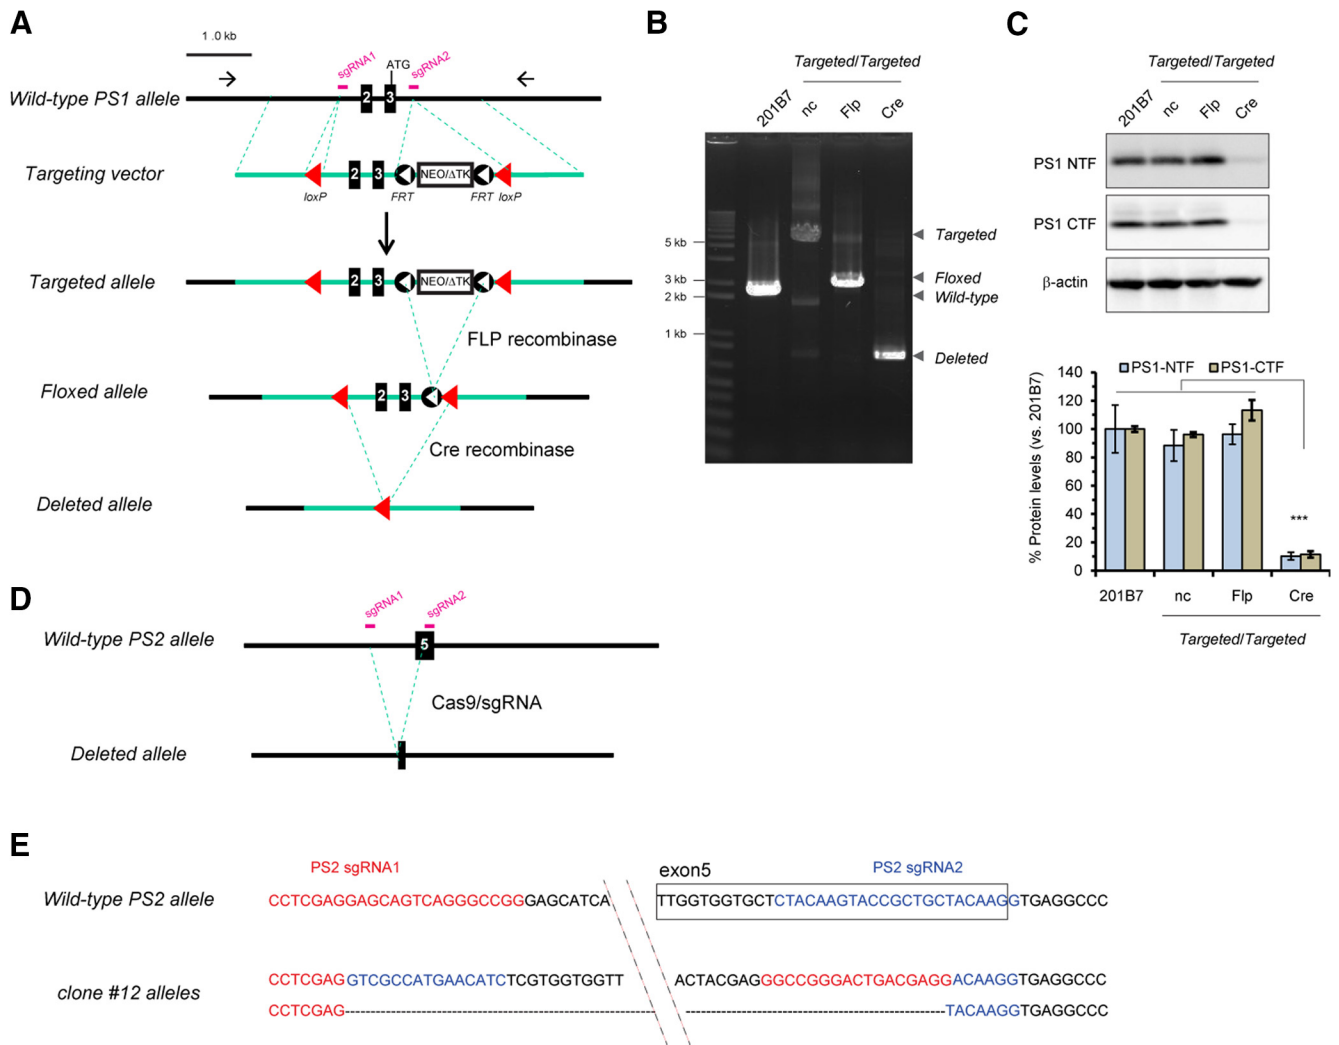 A
1 .0 kb
sgRNA1
ATG
sgRNA2
Wild-type PS1 allele
2
3
Targeting vector
2
3
NEO/ΔTK
loxP
FRT
FRT
loxP
Targeted allele
2
3
NEO/ΔTK
FLP recombinase
Floxed allele
2
3
Cre recombinase
Deleted allele
B
Targeted/Targeted
201B7
nc
Flp
Cre
5 kb
3 kb
2 kb
1 kb
Targeted
Floxed
Wild-type
Deleted
C
Targeted/Targeted
201B7
nc
Flp
Cre
PS1 NTF
PS1 CTF
β-actin
PS1-NTF
PS1-CTF
% Protein levels (vs. 201B7)
140
120
100
80
60
40
20
0
***
201B7
nc
Flp
Cre
Targeted/Targeted
D
sgRNA1
sgRNA2
Wild-type PS2 allele
5
Cas9/sgRNA
Deleted allele
E
PS2 sgRNA1
exon5
PS2 sgRNA2
Wild-type PS2 allele
CCTCGAGGAGCAGTCAGGGCCGGGAGCATCA
TTGGTGGTGCTCTACAAGTACCGCTGCTACAAGGTGAGGCCC
clone #12 alleles
CCTCGAGGTCGCCATGAACATCTCGTGGTGGTT
ACTACGAGGGCCGGGACTGACGAGGACAAGGTGAGGCCC
CCTCGAG
TACAAGGTGAGGCCC